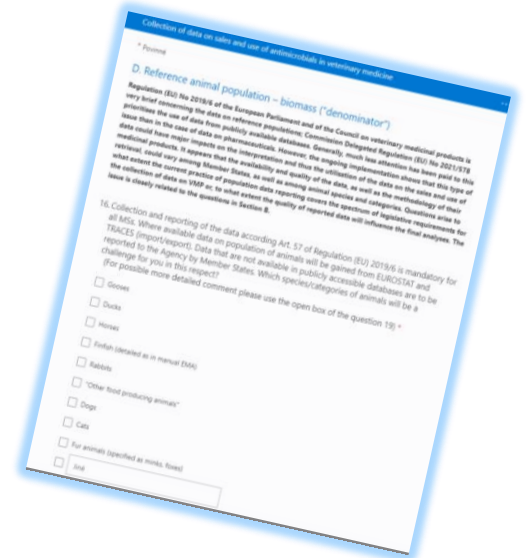 Collection of data on sales and use of antimicrobials in veterinary medicine
* Povinné
D. Reference animal population – biomass ("denominator")
Regulation (EU) No 2019/6 of the European Parliament and of the Council on veterinary medicinal products is
very brief concerning the data on reference populations; Commission Delegated Regulation (EU) No 2021/578
prioritises the use of data from publicly available databases. Generally, much less attention has been paid to this
issue than in the case of data on pharmaceuticals. However, the ongoing implementation shows that this type of
data could have major impacts on the interpretation and thus the utilisation of the data on the sales and use of
medicinal products. It appears that the availability and quality of the data, as well as the methodology of their
retrieval, could vary among Member States, as well as among animal species and categories. Questions arise to
what extent the current practice of population data reporting covers the spectrum of legislative requirements for
the collection of data on VMP or, to what extent the quality of reported data will influence the final analyses. The
issue is closely related to the questions in Section B.
16. Collection and reporting of the data according Art. 57 of Regulation (EU) 2019/6 is mandatory for
all MSs. Where available data on population of animals will be gained from EUROSTAT and
TRACES (import/export). Data that are not available in publicly accessible databases are to be
reported to the Agency by Member States. Which species/categories of animals will be a
challenge for you in this respect?
(For possible more detailed comment please use the open box of the question 19) *
Gooses
Ducks
Horses
Finfish (detailed as in manual EMA)
Rabbits
"Other food producing animals"
Dogs
Cats
Fur animals (specified as minks, foxes)
Jiné